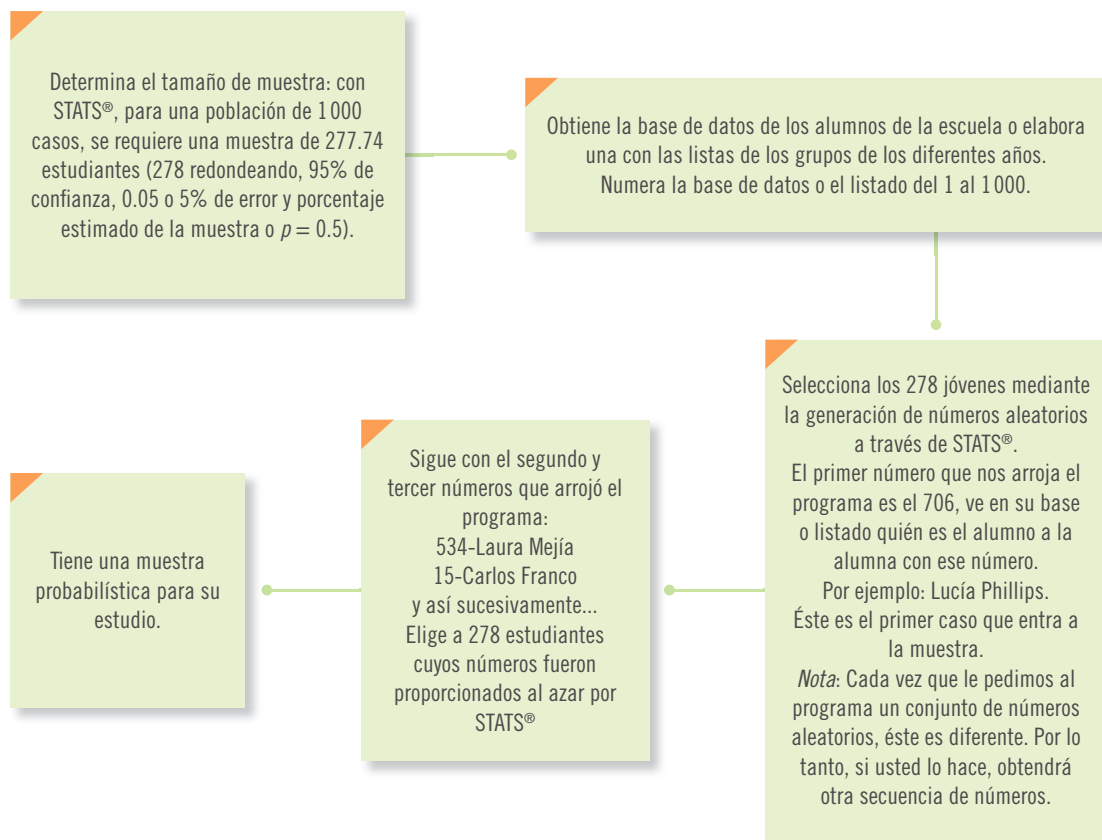 Determina el tamaño de muestra: con
STATS®, para una población de 1 000
casos, se requiere una muestra de 277.74
estudiantes (278 redondeando, 95% de
confianza, 0.05 o 5% de error y porcentaje
estimado de la muestra o p = 0.5).
Obtiene la base de datos de los alumnos de la escuela o elabora
una con las listas de los grupos de los diferentes años.
Numera la base de datos o el listado del 1 al 1 000.
Selecciona los 278 jóvenes mediante
la generación de números aleatorios
a través de STATS®.
El primer número que nos arroja el
programa es el 706, ve en su base
o listado quién es el alumno a la
alumna con ese número.
Por ejemplo: Lucía Phillips.
Éste es el primer caso que entra a
la muestra.
Nota: Cada vez que le pedimos al
programa un conjunto de números
aleatorios, éste es diferente. Por lo
tanto, si usted lo hace, obtendrá
otra secuencia de números.
Sigue con el segundo y
tercer números que arrojó el
programa:
534-Laura Mejía
15-Carlos Franco
y así sucesivamente...
Elige a 278 estudiantes
cuyos números fueron
proporcionados al azar por
STATS®
Tiene una muestra
probabilística para su
estudio.